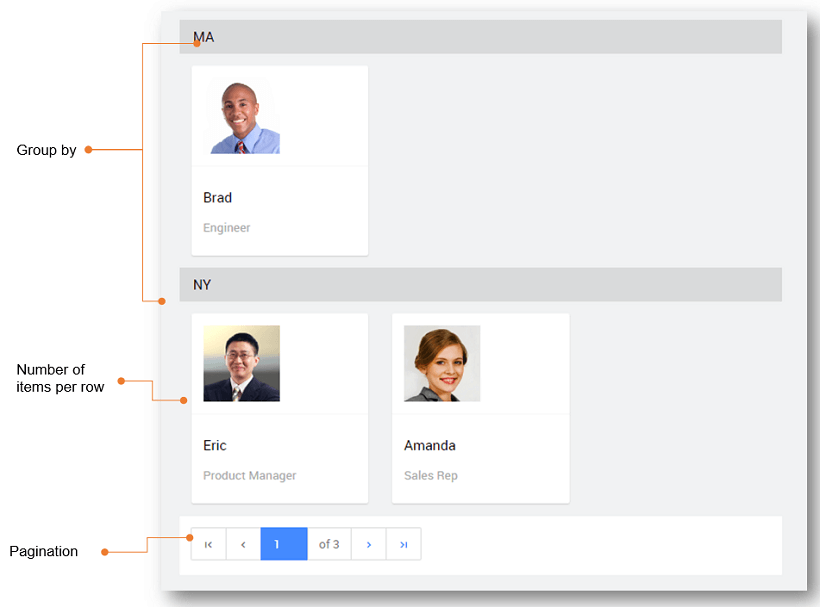 MA
Group by
Brad
Engineer
NY
Number of
items per row
Eric
Amanda
Product Manager
Sales Rep
Pagination
1 of 3